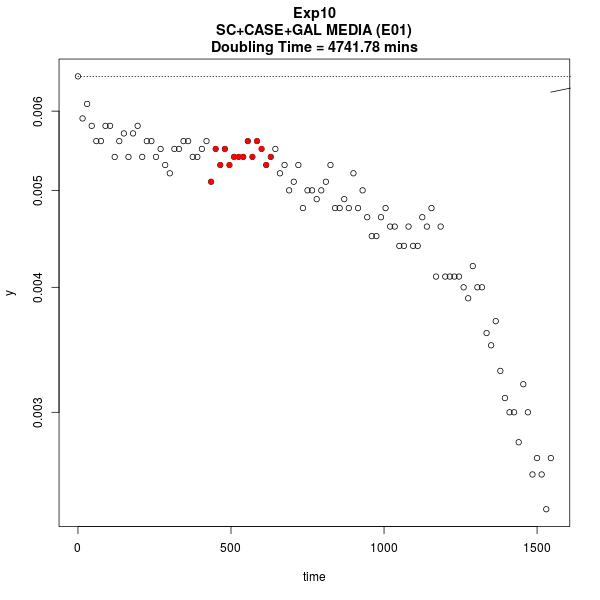 Exp10
SC+CASE+GAL MEDIA (E01)
Doubling Time = 4741.78 mins
0.006
0.005
0.004
0.003
y
0 500 1000 1500
time